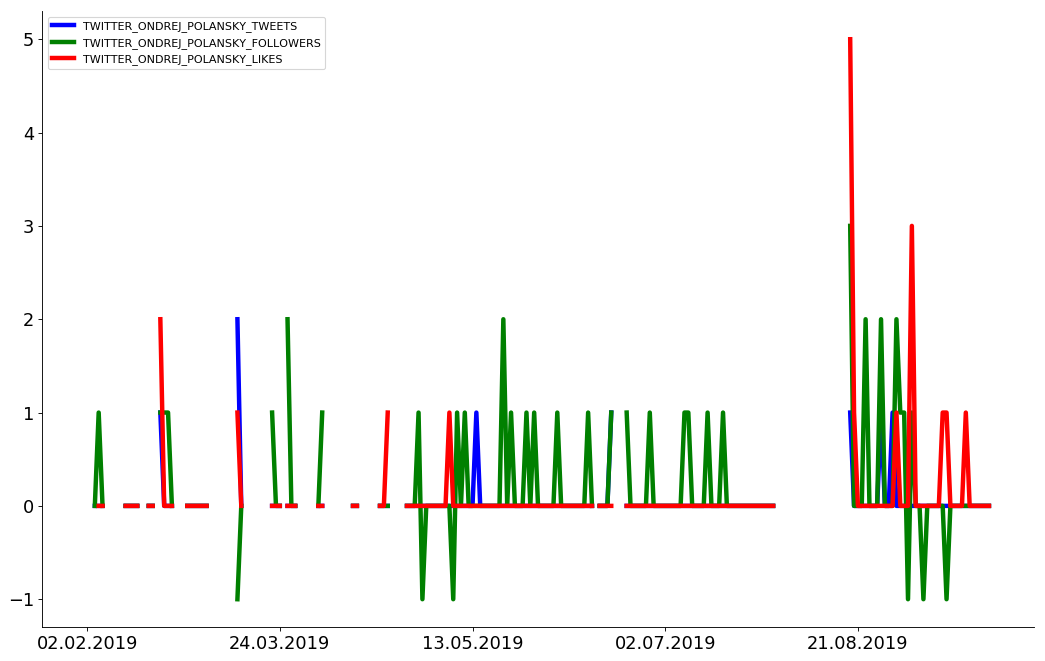 TWITTER_ONDREJ_POLANSKY_TWEETS
TWITTER_ONDREJ_POLANSKY_FOLLOWERS
TWITTER_ONDREJ_POLANSKY_LIKES
5
4
3
2
1
0
−1
02.02.2019 24.03.2019 13.05.2019 02.07.2019 21.08.2019